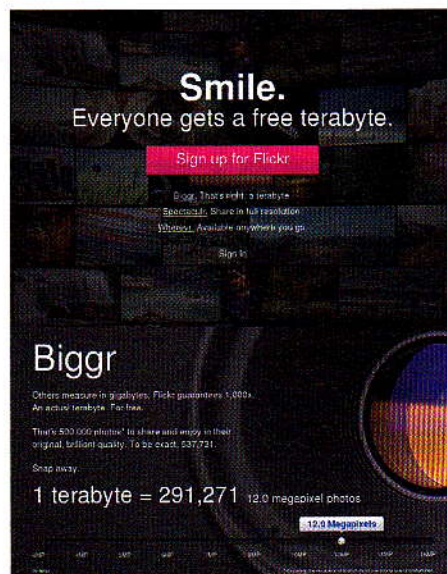 Smile.
Everyone gets a free terabyte.
Sign up for Flickr
Biggr. That's right, a terabyte
Spectaculr. Share in full resolution
Wherevr. Available anywhere you go
Sign In
Biggr
Others measure in gigabytes, Flickr guarantees 1,000x.
An actual terabyte. For free.
That's 500 000 photos* to share and enjoy in their
original, brilliant quality. To be exact, 537,731.
Snap away.
1 terabyte = 291,271 12.0 megapixel photos
12.0 Megapixels